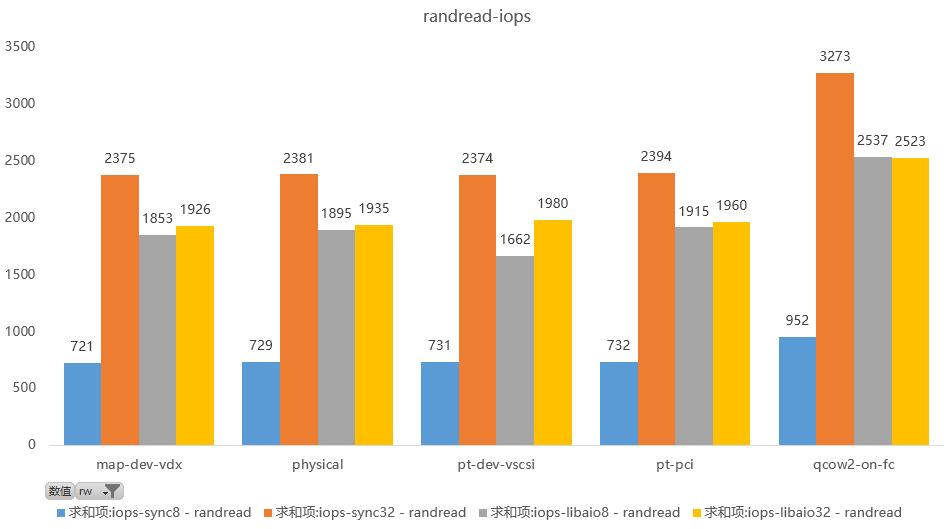 randread-iops
3500
3000
2500
2000
1500
1000
500
0
721 2375 1853 1926
729 2381 1895 1935
731 2374 1662 1980
732 2394 1915 1960
952 3273 2537 2523
map-dev-vdx physical pt-dev-vscsi pt-pci qcow2-on-fc
数值 rw
求和项:iops-sync8 - randread 求和项:iops-sync32 - randread 求和项:iops-libaio8 - randread 求和项:iops-libaio32 - randread